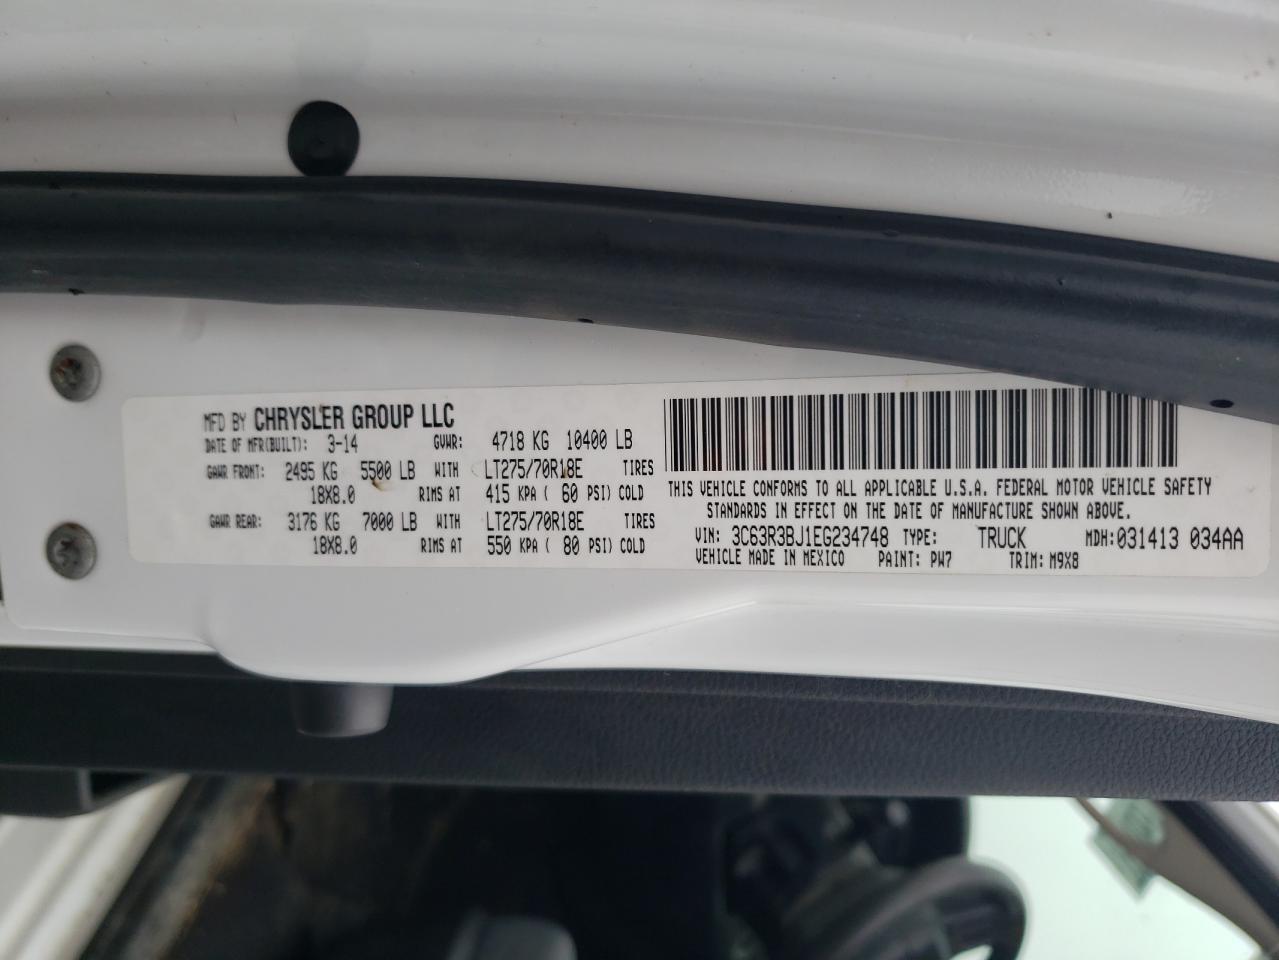 MFD BY CHRYSLER GROUP LLC
DATE OF MFR(BUILT): 3-14 GVWR: 4718 KG 10400 LB
GAWR FRONT: 2495 KG 5500 LB WITH LT275/70R18E TIRES
18X8.0 RIMS AT 415 KPA ( 60 PSI) COLD
GAWR REAR: 3176 KG 7000 LB WITH LT275/70R18E TIRES
18X8.0 RIMS AT 550 KPA ( 80 PSI) COLD
THIS VEHICLE CONFORMS TO ALL APPLICABLE U.S.A. FEDERAL MOTOR VEHICLE SAFETY
STANDARDS IN EFFECT ON THE DATE OF MANUFACTURE SHOWN ABOVE.
VIN: 3C63R3BJ1EG234748 TYPE: TRUCK MDH:031413 034AA
VEHICLE MADE IN MEXICO PAINT: PW7 TRIM: M9X8